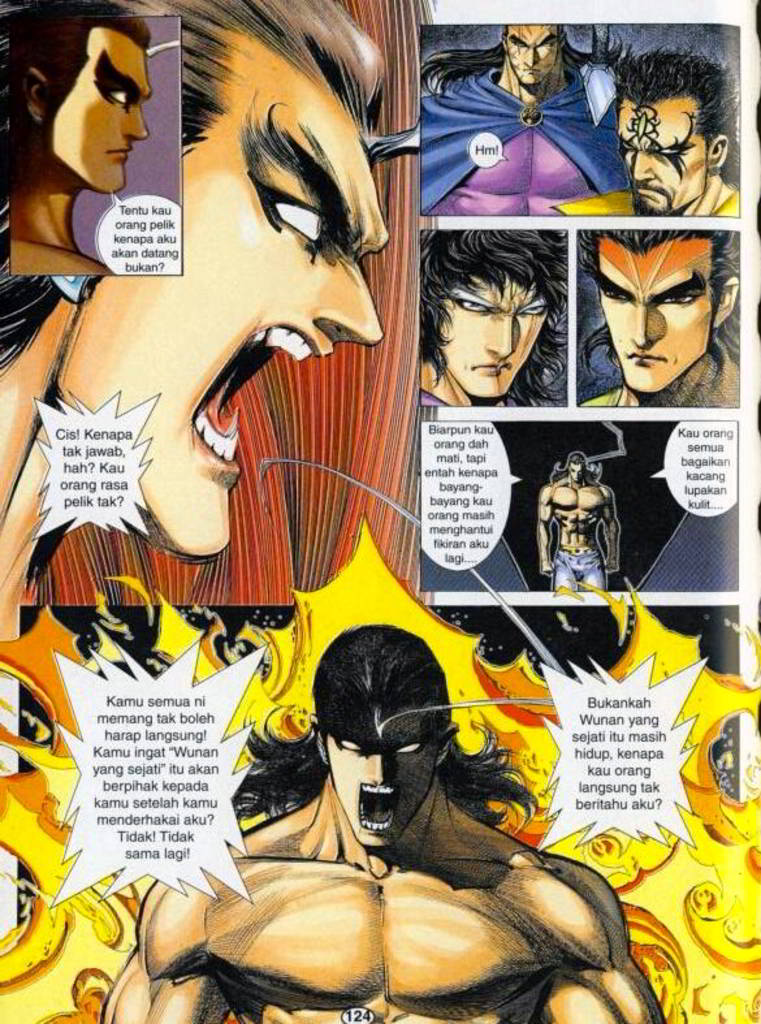 Tentu kau
orang pelik
kenapa aku
akan datang
bukan?
Cis! Kenapa
tak jawab,
hah? Kau
orang rasa
pelik tak?
Hm!
Biarpun kau
orang dah
mati, tapi
entah kenapa
bayang-
bayang kau
orang masih
menghantui
fikiran aku
lagi....
Kau orang
semua
bagaikan
kacang
lupakan
kulit....
Kamu semua ni
memang tak boleh
harap langsung!
Kamu ingat "Wunan
yang sejati" itu akan
berpihak kepada
kamu setelah kamu
menderhakai aku?
Tidak! Tidak
sama lagi!
Bukankah
Wunan yang
sejati itu masih
hidup, kenapa
kau orang
langsung tak
beritahu aku?
124